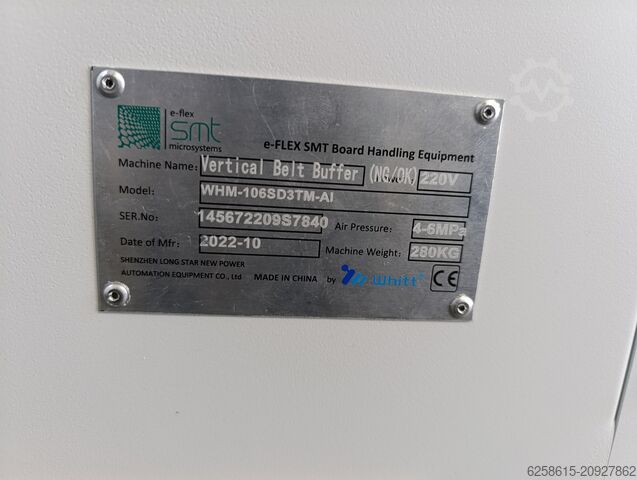 e-flex
smt
microsystems
e-FLEX SMT Board Handling Equipment
Machine Name: Vertical Belt Buffer (NG/OK) 220V
Model: WHM-106SD3TM-AI
SER.No: 145672209S7840 Air Pressure: 4-6MPa
Date of Mfr: 2022-10 Machine Weight: 280KG
SHENZHEN LONG STAR NEW POWER
AUTOMATION EQUIPMENT CO., Ltd MADE IN CHINA by Whitt CE
6258615-20927862